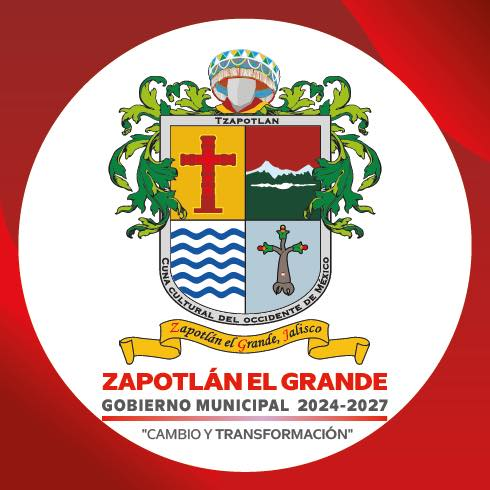 TZAPOTLAN
CUNA CULTURAL DEL OCCIDENTE DE MÉXICO
Zapotlán el Grande, Jalisco
ZAPOTLÁN EL GRANDE
GOBIERNO MUNICIPAL 2024-2027
"CAMBIO Y TRANSFORMACIÓN"